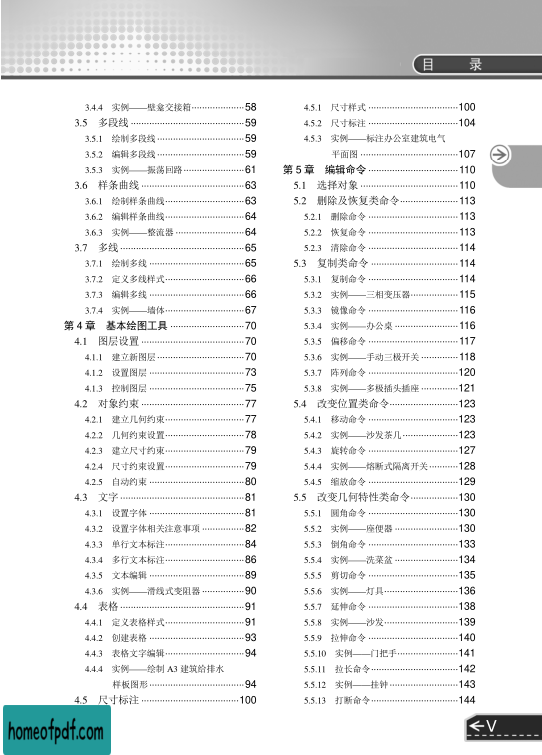 目 录
3.4.4 实例——壁龛交接箱····················58
3.5 多段线····················59
3.5.1 绘制多段线····················59
3.5.2 编辑多段线····················59
3.5.3 实例——振荡回路····················61
3.6 样条曲线····················63
3.6.1 绘制样条曲线····················63
3.6.2 编辑样条曲线····················64
3.6.3 实例——整流器····················64
3.7 多线····················65
3.7.1 绘制多线····················65
3.7.2 定义多线样式····················66
3.7.3 编辑多线····················66
3.7.4 实例——墙体····················67
第 4 章 基本绘图工具····················70
4.1 图层设置····················70
4.1.1 建立新图层····················70
4.1.2 设置图层····················73
4.1.3 控制图层····················75
4.2 对象约束····················77
4.2.1 建立几何约束····················77
4.2.2 几何约束设置····················78
4.2.3 建立尺寸约束····················79
4.2.4 尺寸约束设置····················79
4.2.5 自动约束····················80
4.3 文字····················81
4.3.1 设置字体····················81
4.3.2 设置字体相关注意事项····················82
4.3.3 单行文本标注····················84
4.3.4 多行文本标注····················86
4.3.5 文本编辑····················89
4.3.6 实例——滑线式变阻器····················90
4.4 表格····················91
4.4.1 定义表格样式····················91
4.4.2 创建表格····················93
4.4.3 表格文字编辑····················94
4.4.4 实例——绘制 A3 建筑给排水
样板图形····················94
4.5 尺寸标注····················100
4.5.1 尺寸样式····················100
4.5.2 尺寸标注····················104
4.5.3 实例——标注办公室建筑电气
平面图····················107
第 5 章 编辑命令····················110
5.1 选择对象····················110
5.2 删除及恢复类命令····················113
5.2.1 删除命令····················113
5.2.2 恢复命令····················113
5.2.3 清除命令····················114
5.3 复制类命令····················114
5.3.1 复制命令····················114
5.3.2 实例——三相变压器····················115
5.3.3 镜像命令····················116
5.3.4 实例——办公桌····················116
5.3.5 偏移命令····················117
5.3.6 实例——手动三极开关····················118
5.3.7 阵列命令····················120
5.3.8 实例——多极插头插座····················121
5.4 改变位置类命令····················123
5.4.1 移动命令····················123
5.4.2 实例——沙发茶几····················123
5.4.3 旋转命令····················127
5.4.4 实例——熔断式隔离开关····················128
5.4.5 缩放命令····················129
5.5 改变几何特性类命令····················130
5.5.1 圆角命令····················130
5.5.2 实例——座便器····················130
5.5.3 倒角命令····················133
5.5.4 实例——洗菜盆····················134
5.5.5 剪切命令····················135
5.5.6 实例——灯具····················136
5.5.7 延伸命令····················138
5.5.8 实例——沙发····················139
5.5.9 拉伸命令····················140
5.5.10 实例——门把手····················141
5.5.11 拉长命令····················142
5.5.12 实例——挂钟····················143
5.5.13 打断命令····················144
V
homeofpdf.com